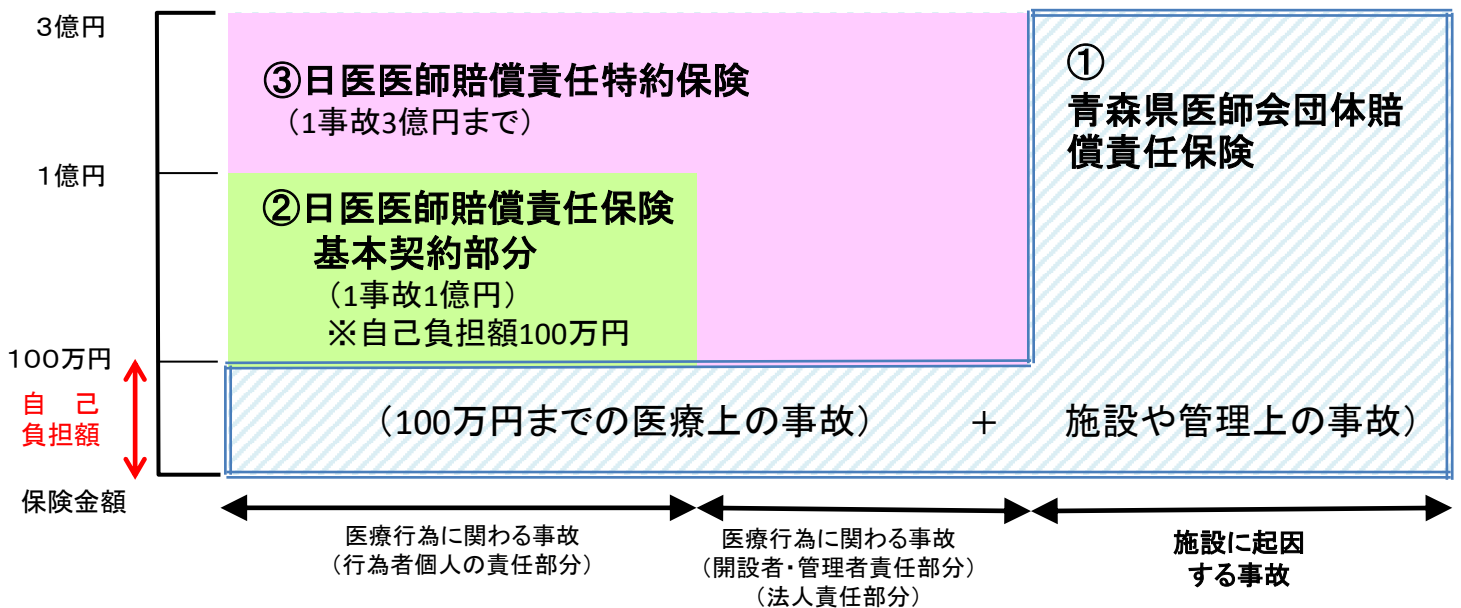 ３億円
③日医医師賠償責任特約保険
（1事故3億円まで）
①
青森県医師会団体賠
償責任保険
１億円
②日医医師賠償責任保険
基本契約部分
（1事故1億円）
※自己負担額100万円
１００万円
自　己
負担額
（100万円までの医療上の事故）　＋　施設や管理上の事故）
保険金額
医療行為に関わる事故
（行為者個人の責任部分）
医療行為に関わる事故
（開設者・管理者責任部分）
（法人責任部分）
施設に起因
する事故